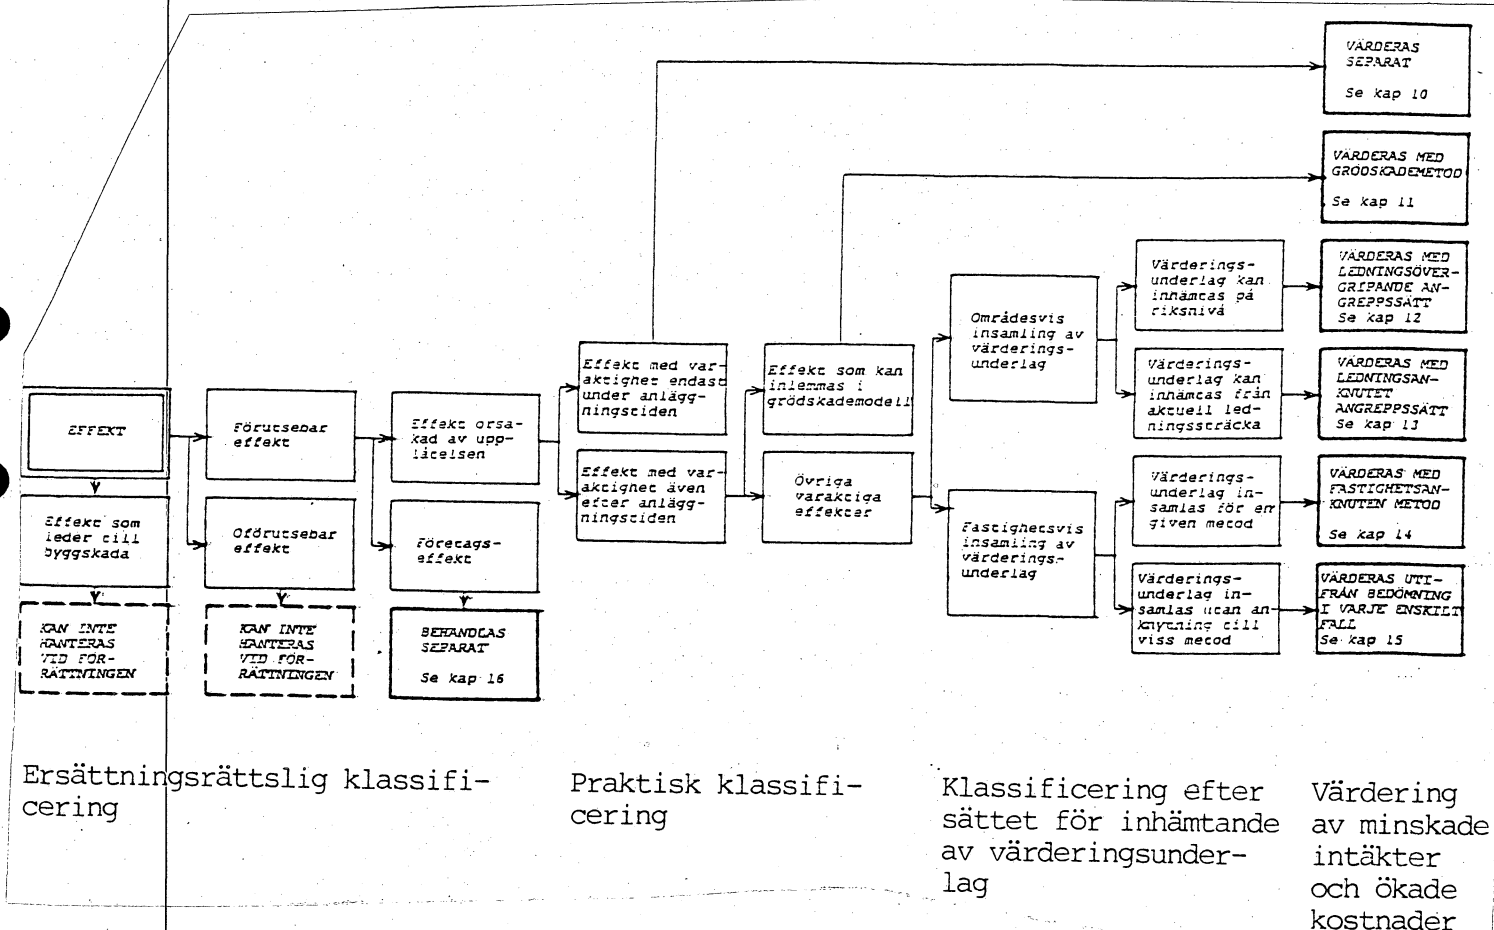 VÄRDERAS
SEPARAT
Se kap 10
VÄRDERAS MED
GRÖDSKADEMETOD
Se kap 11
Värderings-
underlag kan
inhämtas på
riksnivå
VÄRDERAS MED
LEDNINGSÖVER-
GRIPANDE AN-
GREPPSSÄTT
Se kap 12
Områdesvis
insamling av
värderings-
underlag
Effekt med var-
aktighet endast
under anlägg-
ningstiden
Effekt som kan
inlemmas i
grödskademodell
Värderings-
underlag kan
inhämtas från
aktuell led-
ningssträcka
VÄRDERAS MED
LEDNINGSAN-
KNUTET
ANGREPPSSÄTT
Se kap 13
EFFEKT
Förutsebar
effekt
Effekt orsa-
kad av upp-
låtelsen
Effekt med var-
aktighet även
efter anlägg-
ningstiden
Övriga
varaktiga
effekter
Värderings-
underlag in-
samlas för en
given metod
VÄRDERAS MED
FASTIGHETSAN-
KNUTEN METOD
Se kap 14
Effekt som
leder till
byggskada
Oförutsebar
effekt
Företags-
effekt
Fastighetsvis
insamling av
värderings-
underlag
Värderings-
underlag in-
samlas utan an-
knytning till
viss metod
VÄRDERAS UTI-
FRÅN BEDÖMNING
I VARJE ENSKILT
FALL
Se kap 15
KAN INTE
HANTERAS
VID FÖR-
RÄTTNINGEN
KAN INTE
HANTERAS
VID FÖR-
RÄTTNINGEN
BEHANDLAS
SEPARAT
Se kap 16
Ersättningsrättslig klassifi-
cering
Praktisk klassifi-
cering
Klassificering efter
sättet för inhämtande
av värderingsunder-
lag
Värdering
av minskade
intäkter
och ökade
kostnader